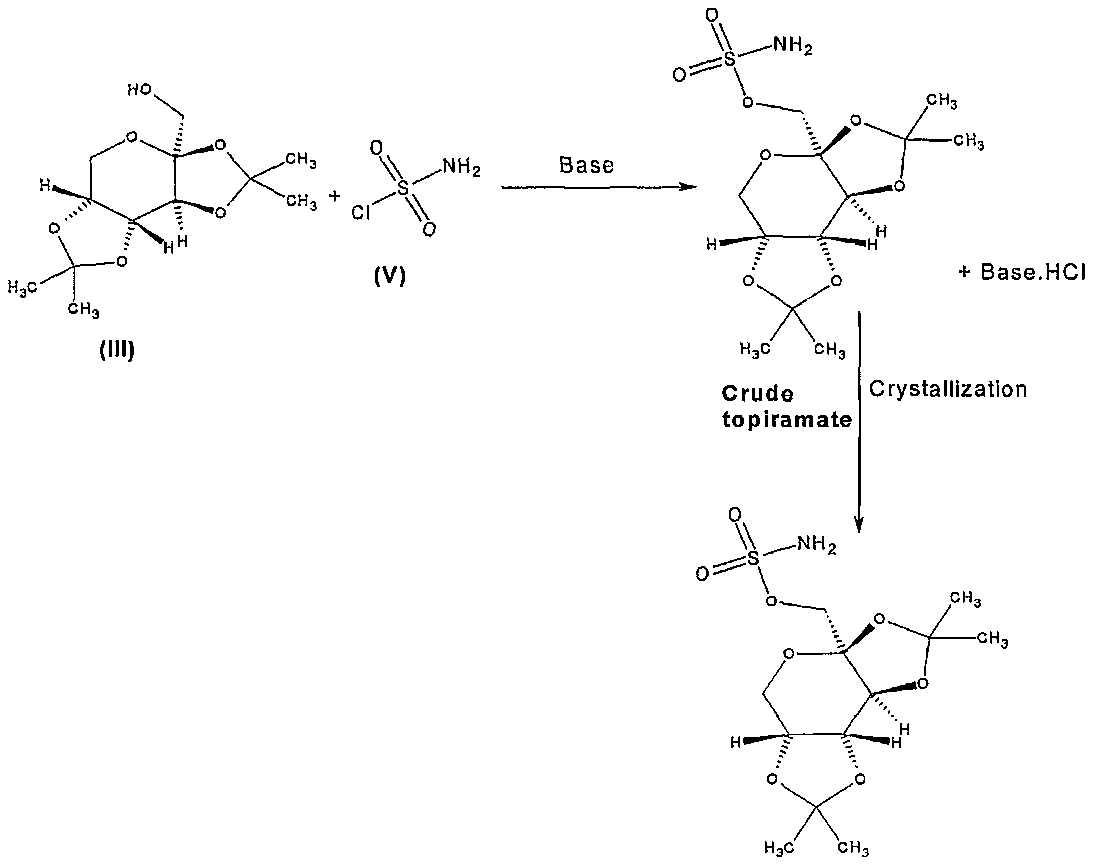 O
S
NH2
O
O
O
CH3
CH3
O
O
H
H
H
O
O
H3C
CH3
HO
O
O
CH3
CH3
O
H
H
H
O
O
H3C
CH3
(III)
+
O
NH2
S
Cl
O
(V)
Base
+ Base.HCl
Crude
topiramate
Crystallization
O
S
NH2
O
O
O
CH3
CH3
O
O
H
H
H
O
O
H3C
CH3